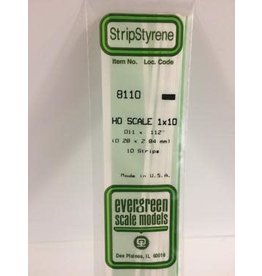 StripStyrene
Item No. Loc. Code
8110
HO SCALE 1x10
.011 x .112"
(0.28 x 2.84 mm)
10 Strips
Made in U.S.A.
evergreen
scale models
Des Plaines, IL 60018